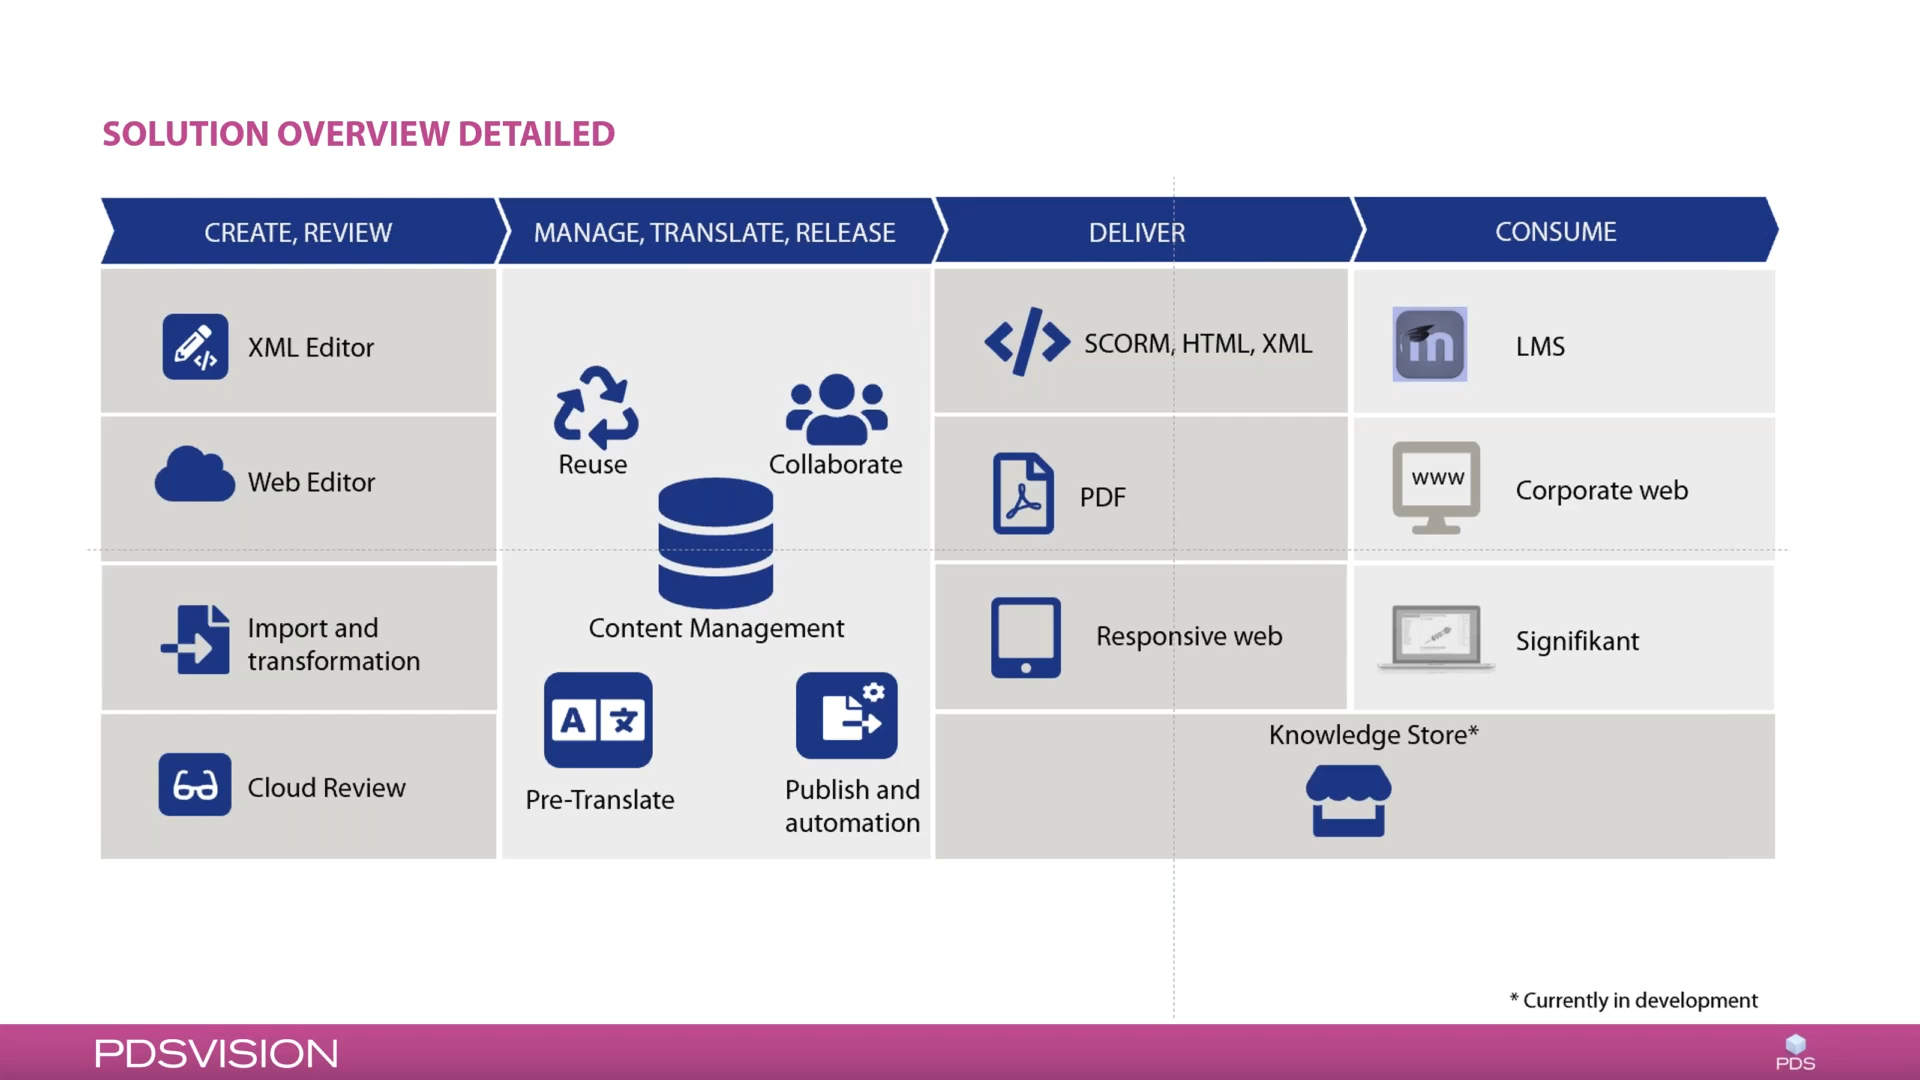 SOLUTION OVERVIEW DETAILED
CREATE, REVIEW
MANAGE, TRANSLATE, RELEASE
DELIVER
CONSUME
XML Editor
Web Editor
Import and
transformation
Cloud Review
Reuse
Collaborate
Content Management
A 文
Pre-Translate
Publish and
automation
SCORM, HTML, XML
PDF
Responsive web
m
LMS
www
Corporate web
Signifikant
Knowledge Store*
* Currently in development
PDSVISION
PDS